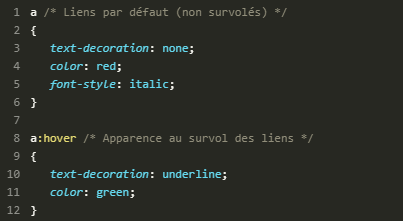 1 a /* Liens par défaut (non survolés) */
2 {
3 text-decoration: none;
4 color: red;
5 font-style: italic;
6 }
7
8 a:hover /* Apparence au survol des liens */
9 {
10 text-decoration: underline;
11 color: green;
12 }